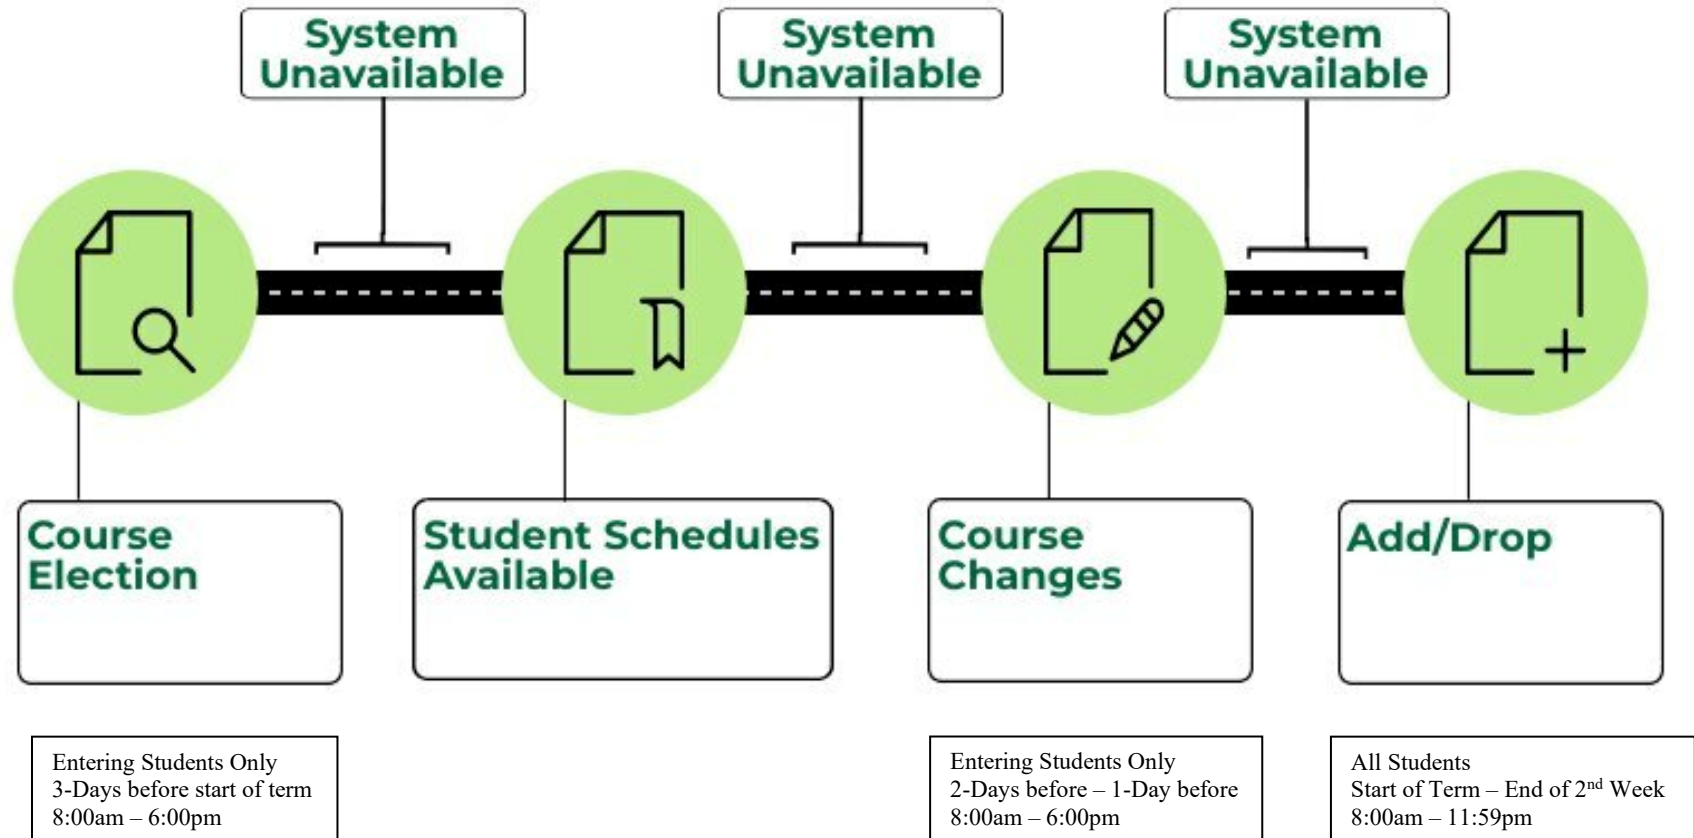 System
Unavailable
System
Unavailable
System
Unavailable
Course
Election
Student Schedules
Available
Course
Changes
Add/Drop
Entering Students Only
3-Days before start of term
8:00am – 6:00pm
Entering Students Only
2-Days before – 1-Day before
8:00am – 6:00pm
All Students
Start of Term – End of 2nd Week
8:00am – 11:59pm